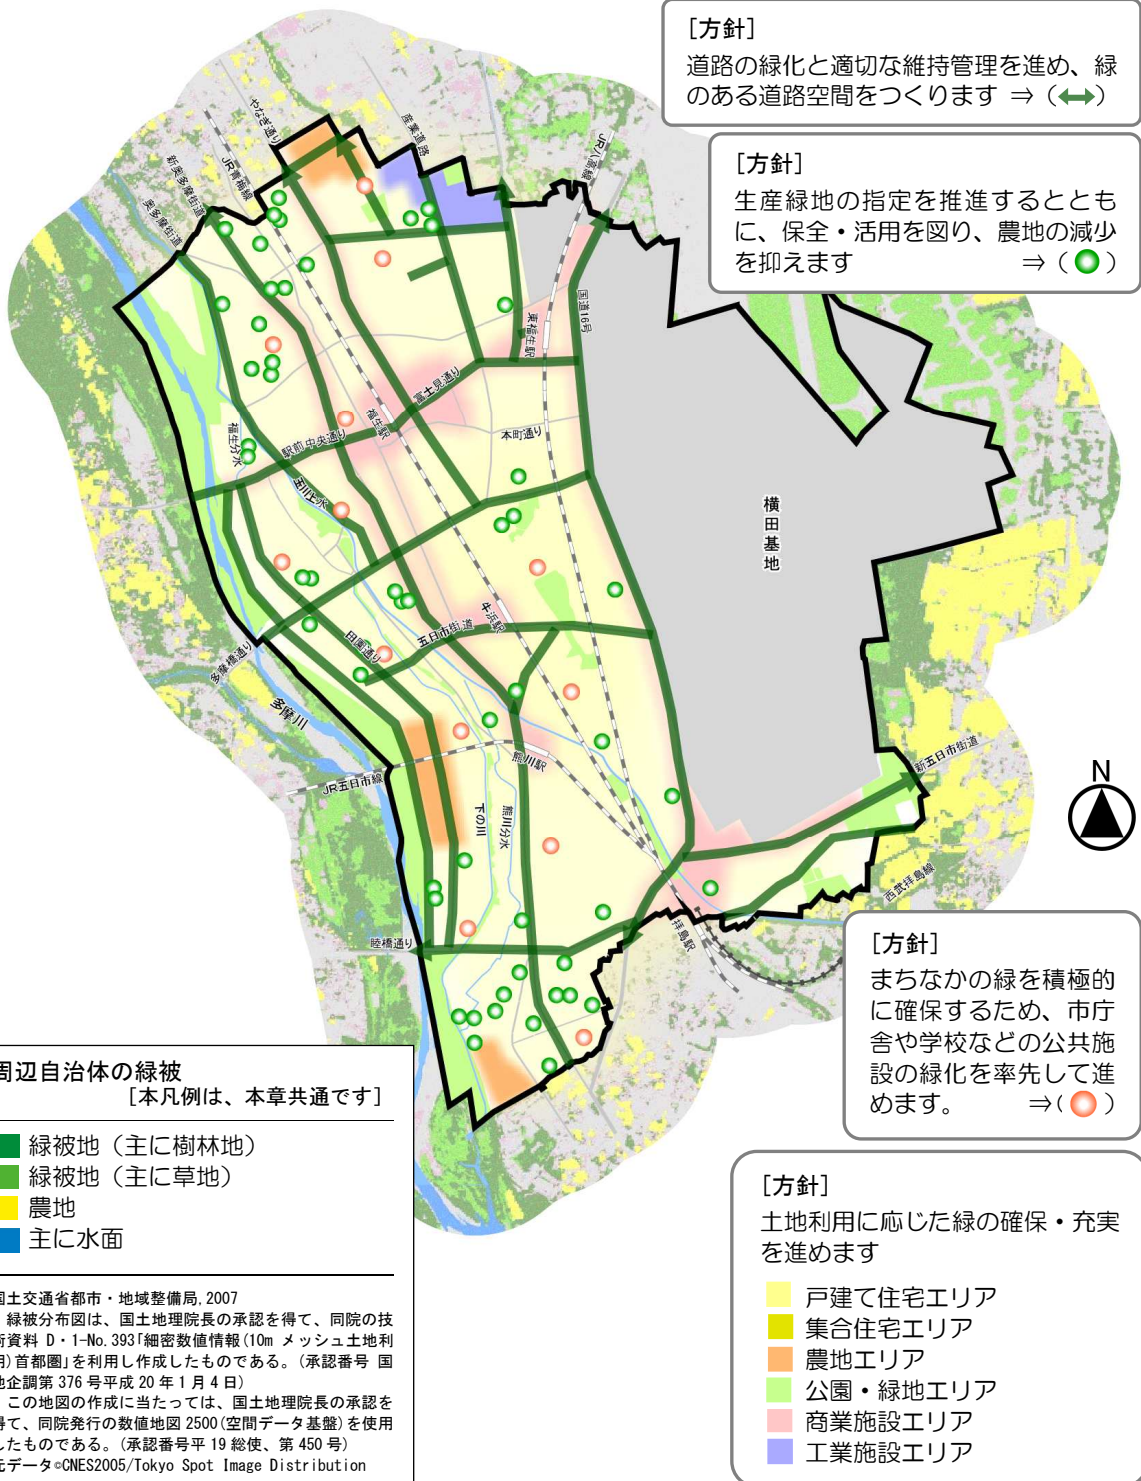 [方針]
道路の緑化と適切な維持管理を進め、緑
のある道路空間をつくります ⇒（↔）
[方針]
生産緑地の指定を推進するととも
に、保全・活用を図り、農地の減少
を抑えます ⇒（ ）
やなぎ通り
産業道路
JR八高線
JR青梅線
新奥多摩街道
奥多摩街道
国道16号
東福生駅
富士見通り
福生駅
本町通り
駅前中央通り
福生分水
玉川上水
横田基地
牛浜駅
五日市街道
田園通り
多摩橋通り
多摩川
熊川駅
JR五日市線
新五日市街道
N
下の川
熊川分水
西武拝島線
睦橋通り
拝島駅
[方針]
まちなかの緑を積極的
に確保するため、市庁
舎や学校などの公共施
設の緑化を率先して進
めます。 ⇒（ ）
周辺自治体の緑被
[本凡例は、本章共通です]
緑被地（主に樹林地）
緑被地（主に草地）
農地
主に水面
国土交通省都市・地域整備局,2007
緑被分布図は、国土地理院長の承認を得て、同院の技
術資料 D・1-No.393「細密数値情報(10m メッシュ土地利
用)首都圏」を利用し作成したものである。(承認番号 国
地企調第 376 号平成 20 年 1 月 4 日)
この地図の作成に当たっては、国土地理院長の承認を
得て、同院発行の数値地図 2500(空間データ基盤)を使用
したものである。(承認番号平 19 総使、第 450 号)
元データ©CNES2005/Tokyo Spot Image Distribution
[方針]
土地利用に応じた緑の確保・充実
を進めます
戸建て住宅エリア
集合住宅エリア
農地エリア
公園・緑地エリア
商業施設エリア
工業施設エリア